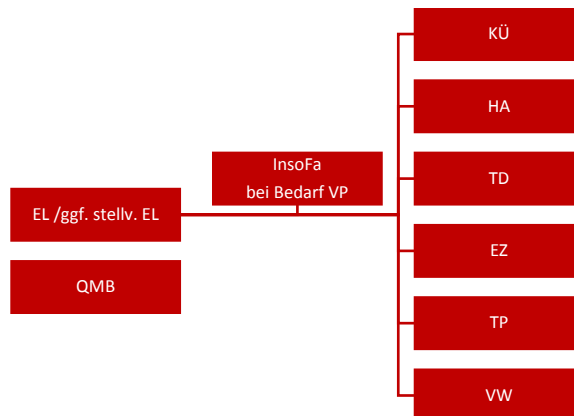 EL /ggf. stellv. EL
QMB
InsoFa
bei Bedarf VP
KÜ
HA
TD
EZ
TP
VW